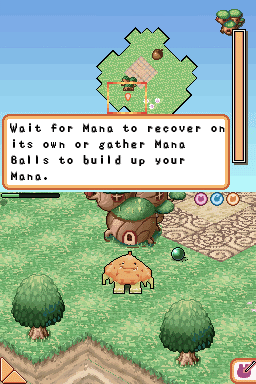 Wait for Mana to recover on
its own or gather Mana
Balls to build up your
Mana.